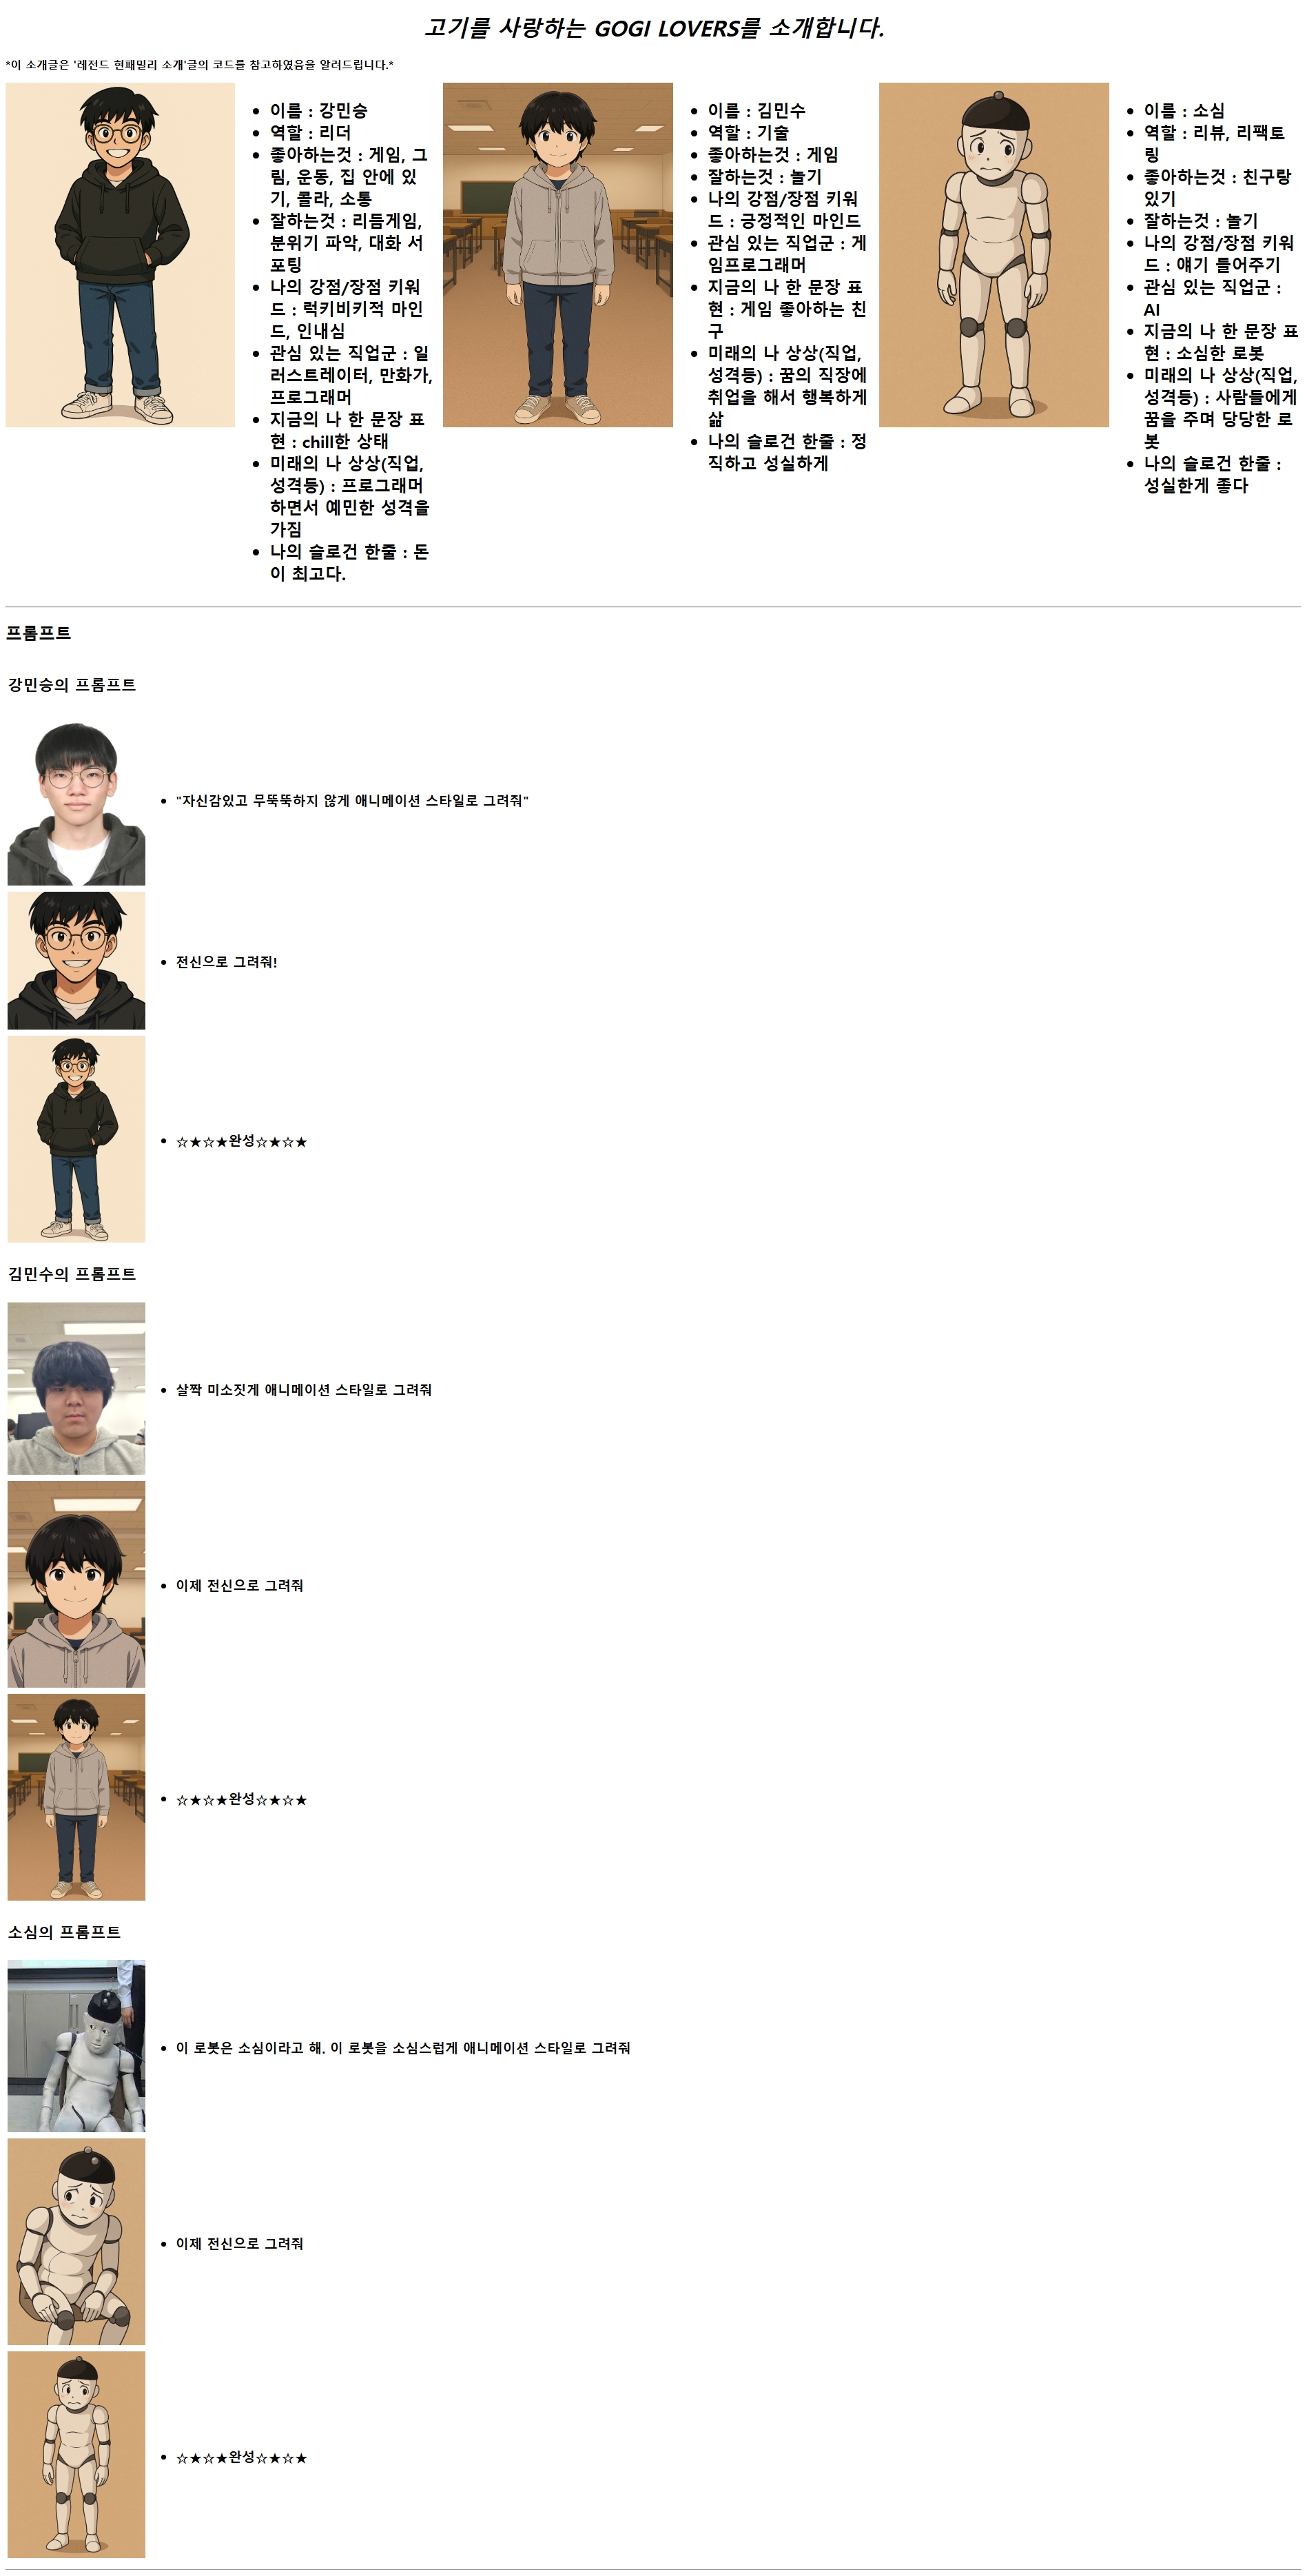 고기를 사랑하는 GOGI LOVERS를 소개합니다.
*이 소개글은 '레전드 현패밀리 소개'글의 코드를 참고하였음을 알려드립니다.*
이름 : 강민승
역할 : 리더
좋아하는것 : 게임, 그
림, 운동, 집 안에 있
기, 콜라, 소통
잘하는것 : 리듬게임,
분위기 파악, 대화 서
포팅
나의 강점/장점 키워
드 : 럭키비키적 마인
드, 인내심
관심 있는 직업군 : 일
러스트레이터, 만화가,
프로그래머
지금의 나 한 문장 표
현 : chill한 상태
미래의 나 상상(직업,
성격등) : 프로그래머
하면서 예민한 성격을
가짐
나의 슬로건 한줄 : 돈
이 최고다.
이름 : 김민수
역할 : 기술
좋아하는것 : 게임
잘하는것 : 놀기
나의 강점/장점 키워
드 : 긍정적인 마인드
관심 있는 직업군 : 게
임프로그래머
지금의 나 한 문장 표
현 : 게임 좋아하는 친
구
미래의 나 상상(직업,
성격등) : 꿈의 직장에
취업을 해서 행복하게
삶
나의 슬로건 한줄 : 정
직하고 성실하게
이름 : 소심
역할 : 리뷰, 리팩토
링
좋아하는것 : 친구랑
있기
잘하는것 : 놀기
나의 강점/장점 키워
드 : 얘기 들어주기
관심 있는 직업군 :
AI
지금의 나 한 문장 표
현 : 소심한 로봇
미래의 나 상상(직업,
성격등) : 사람들에게
꿈을 주며 당당한 로
봇
나의 슬로건 한줄 :
성실한게 좋다
프롬프트
강민승의 프롬프트
"자신감있고 무뚝뚝하지 않게 애니메이션 스타일로 그려줘"
전신으로 그려줘!
☆★☆★완성☆★☆★
김민수의 프롬프트
살짝 미소짓게 애니메이션 스타일로 그려줘
이제 전신으로 그려줘
☆★☆★완성☆★☆★
소심의 프롬프트
이 로봇은 소심이라고 해. 이 로봇을 소심스럽게 애니메이션 스타일로 그려줘
이제 전신으로 그려줘
☆★☆★완성☆★☆★